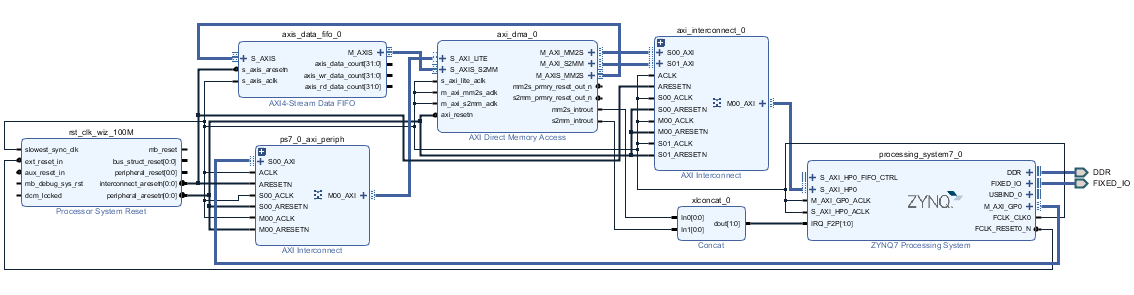 axis_data_fifo_0
S_AXIS
s_axis_aresetn
s_axis_aclk
M_AXIS
axis_data_count[31:0]
axis_wr_data_count[31:0]
axis_rd_data_count[31:0]
AXI4-Stream Data FIFO
axi_dma_0
S_AXI_LITE
S_AXIS_S2MM
s_axi_lite_aclk
m_axi_mm2s_aclk
m_axi_s2mm_aclk
axi_resetn
M_AXI_MM2S
M_AXI_S2MM
M_AXIS_MM2S
mm2s_prmry_reset_out_n
s2mm_prmry_reset_out_n
mm2s_introut
s2mm_introut
AXI Direct Memory Access
axi_interconnect_0
S00_AXI
S01_AXI
ACLK
ARESETN
S00_ACLK
S00_ARESETN
M00_ACLK
M00_ARESETN
S01_ACLK
S01_ARESETN
M00_AXI
AXI Interconnect
rst_clk_wiz_100M
slowest_sync_clk
ext_reset_in
aux_reset_in
mb_debug_sys_rst
dcm_locked
mb_reset
bus_struct_reset[0:0]
peripheral_reset[0:0]
interconnect_aresetn[0:0]
peripheral_aresetn[0:0]
Processor System Reset
ps7_0_axi_periph
S00_AXI
ACLK
ARESETN
S00_ACLK
S00_ARESETN
M00_ACLK
M00_ARESETN
M00_AXI
AXI Interconnect
xlconcat_0
In0[0:0]
In1[0:0]
dout[1:0]
Concat
processing_system7_0
S_AXI_HP0_FIFO_CTRL
S_AXI_HP0
M_AXI_GP0_ACLK
S_AXI_HP0_ACLK
IRQ_F2P[1:0]
ZYNQ
DDR
FIXED_IO
USBIND_0
M_AXI_GP0
FCLK_CLK0
FCLK_RESET0_N
ZYNQ7 Processing System
DDR
FIXED_IO